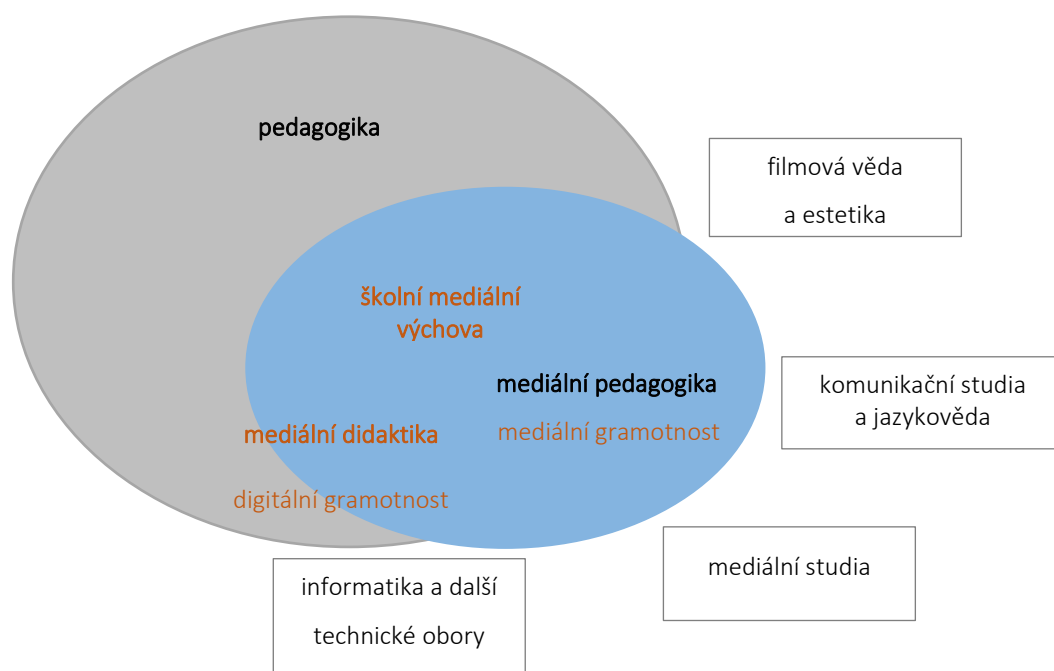 pedagogika
filmová věda
a estetika
školní mediální
výchova
mediální pedagogika
komunikační studia
a jazykověda
mediální didaktika
mediální gramotnost
digitální gramotnost
mediální studia
informatika a další
technické obory